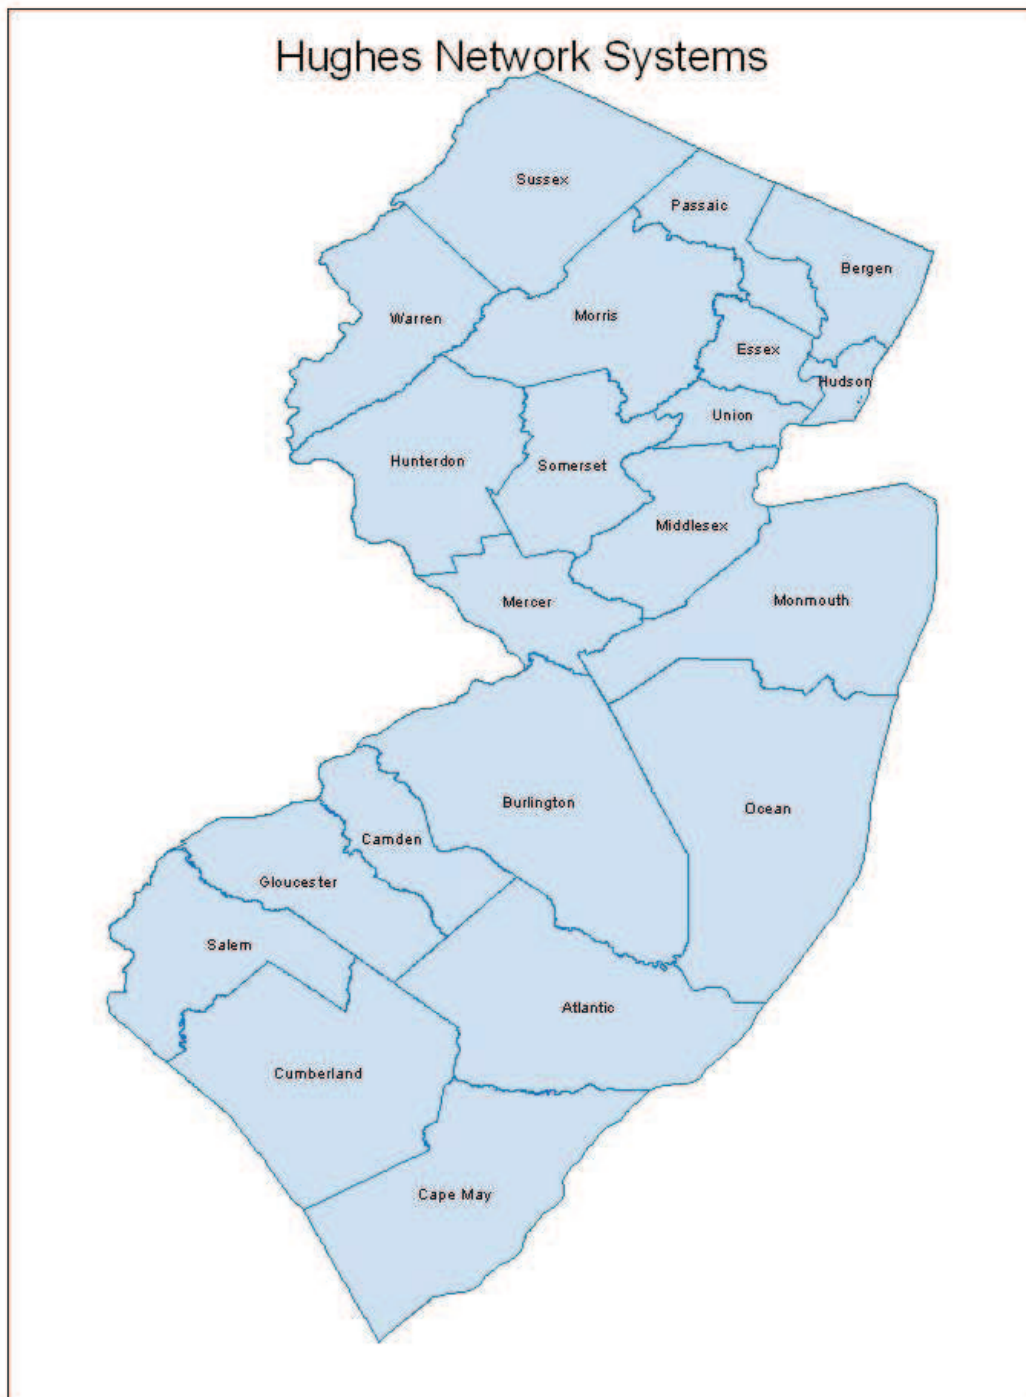 Hughes Network Systems
Sussex
Passaic
Bergen
Warren
Morris
Essex
Hudson
Union
Hunterdon
Somerset
Middlesex
Mercer
Monmouth
Burlington
Ocean
Camden
Gloucester
Salem
Atlantic
Cumberland
Cape May